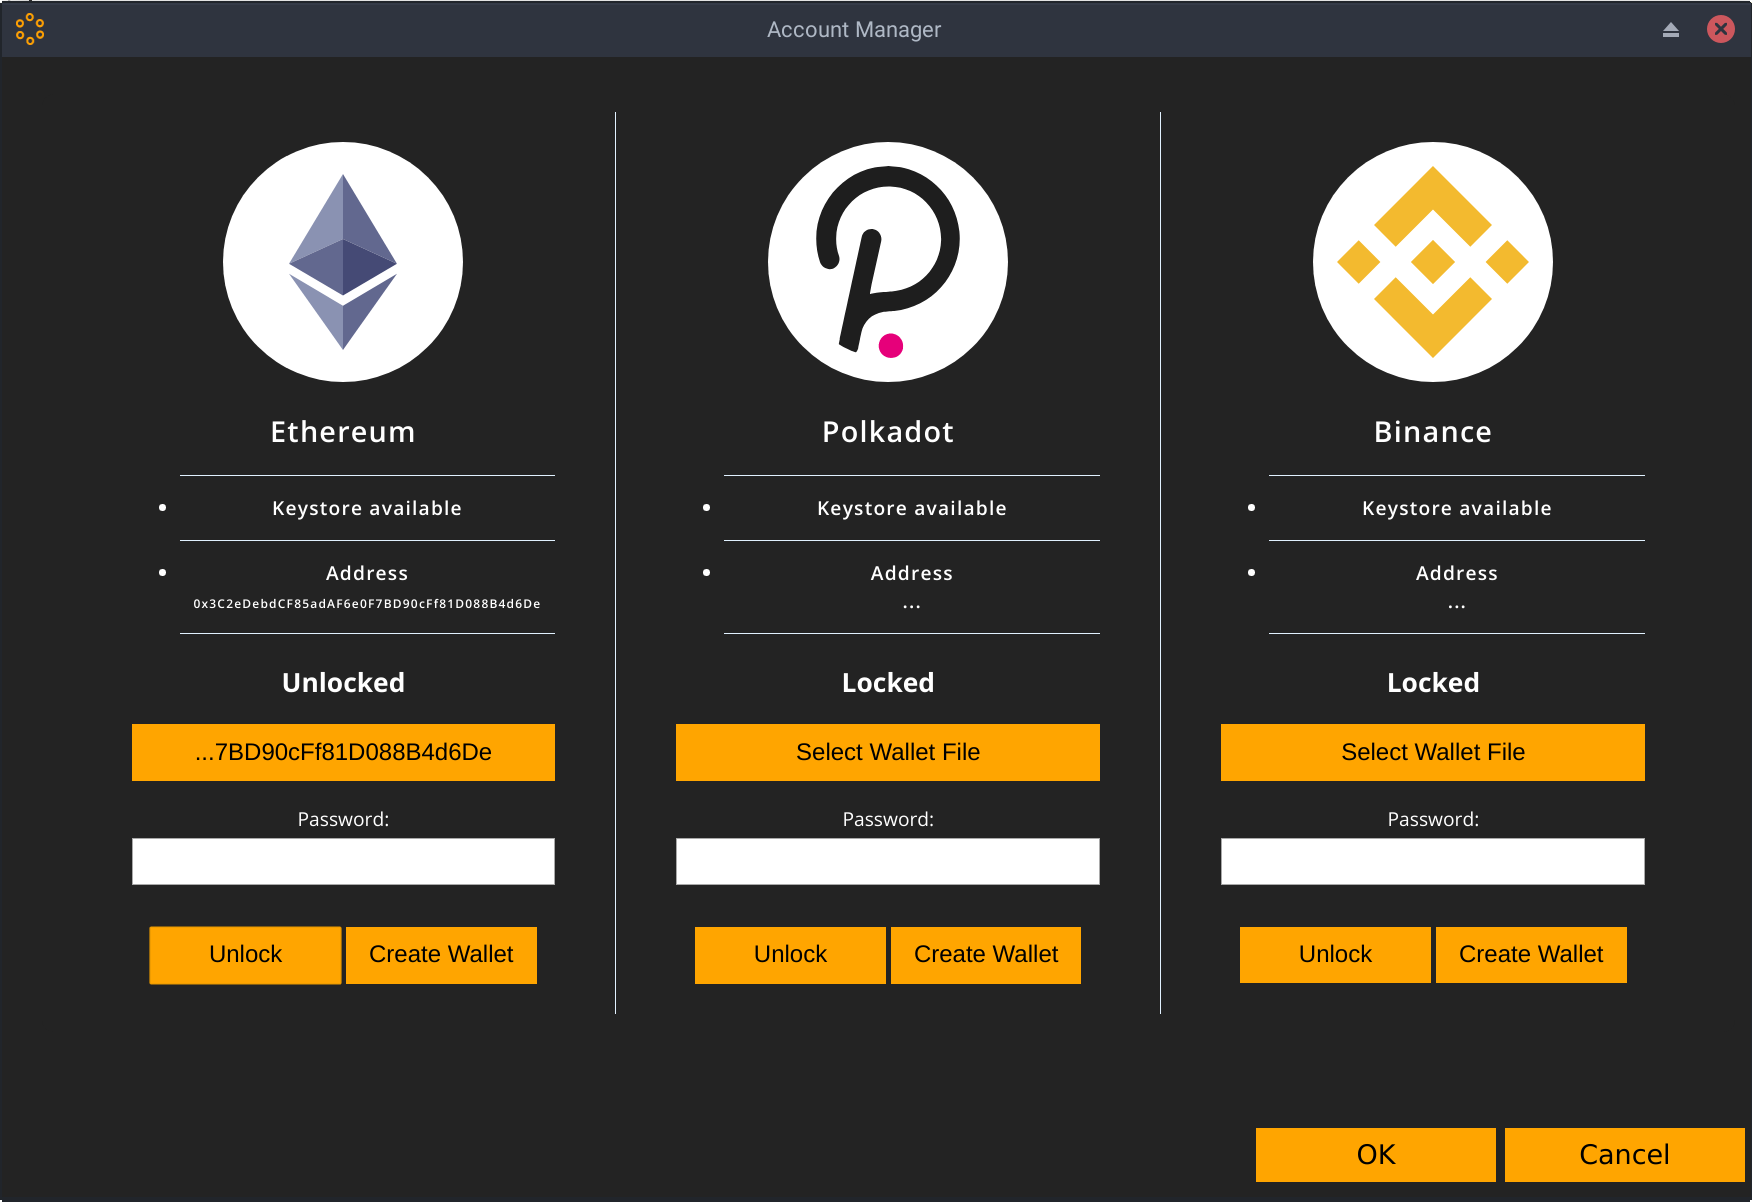 Account Manager
Ethereum
Keystore available
Address
0x3C2eDebdCF85adAF6e0F7BD90cFf81D088B4d6De
Unlocked
...7BD90cFf81D088B4d6De
Password:
Unlock
Create Wallet
Polkadot
Keystore available
Address
...
Locked
Select Wallet File
Password:
Unlock
Create Wallet
Binance
Keystore available
Address
...
Locked
Select Wallet File
Password:
Unlock
Create Wallet
OK
Cancel